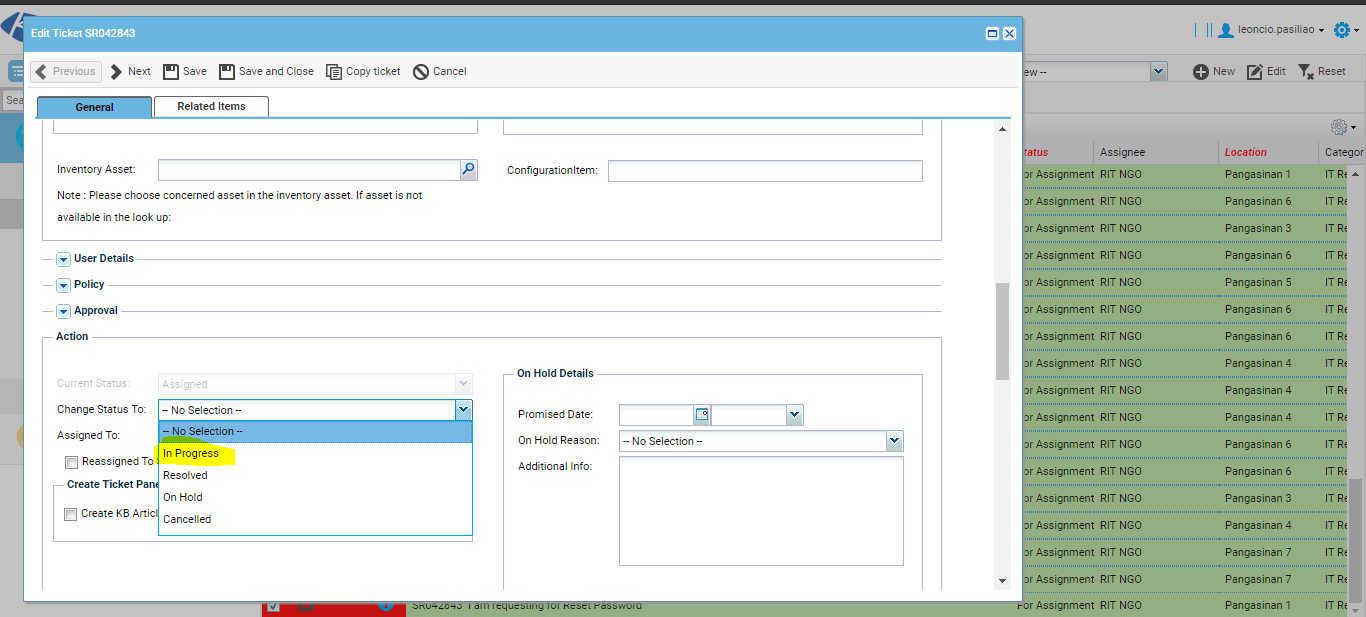 Edit Ticket SR042843
leoncio.pasiliao
Previous Next Save Save and Close Copy ticket Cancel
New Edit Reset
General Related Items
Inventory Asset:
ConfigurationItem:
Note : Please choose concerned asset in the inventory asset. If asset is not
available in the look up:
User Details
Policy
Approval
Action
Current Status: Assigned
Change Status To: -- No Selection --
-- No Selection --
In Progress
Resolved
On Hold
Cancelled
Assigned To:
Reassigned To
Create Ticket Pane
Create KB Articl
On Hold Details
Promised Date:
On Hold Reason: -- No Selection --
Additional Info:
tatus Assignee Location Categor
or Assignment RIT NGO Pangasinan 1 IT Re
or Assignment RIT NGO Pangasinan 6 IT Re
or Assignment RIT NGO Pangasinan 3 IT Re
or Assignment RIT NGO Pangasinan 6 IT Re
or Assignment RIT NGO Pangasinan 5 IT Re
or Assignment RIT NGO Pangasinan 6 IT Re
or Assignment RIT NGO Pangasinan 6 IT Re
or Assignment RIT NGO Pangasinan 4 IT Re
or Assignment RIT NGO Pangasinan 4 IT Re
or Assignment RIT NGO Pangasinan 4 IT Re
or Assignment RIT NGO Pangasinan 4 IT Re
or Assignment RIT NGO Pangasinan 6 IT Re
or Assignment RIT NGO Pangasinan 3 IT Re
or Assignment RIT NGO Pangasinan 4 IT Re
or Assignment RIT NGO Pangasinan 7 IT Re
or Assignment RIT NGO Pangasinan 7 IT Re
SR042843 I am requesting for Reset Password For Assignment RIT NGO Pangasinan 1 IT Re